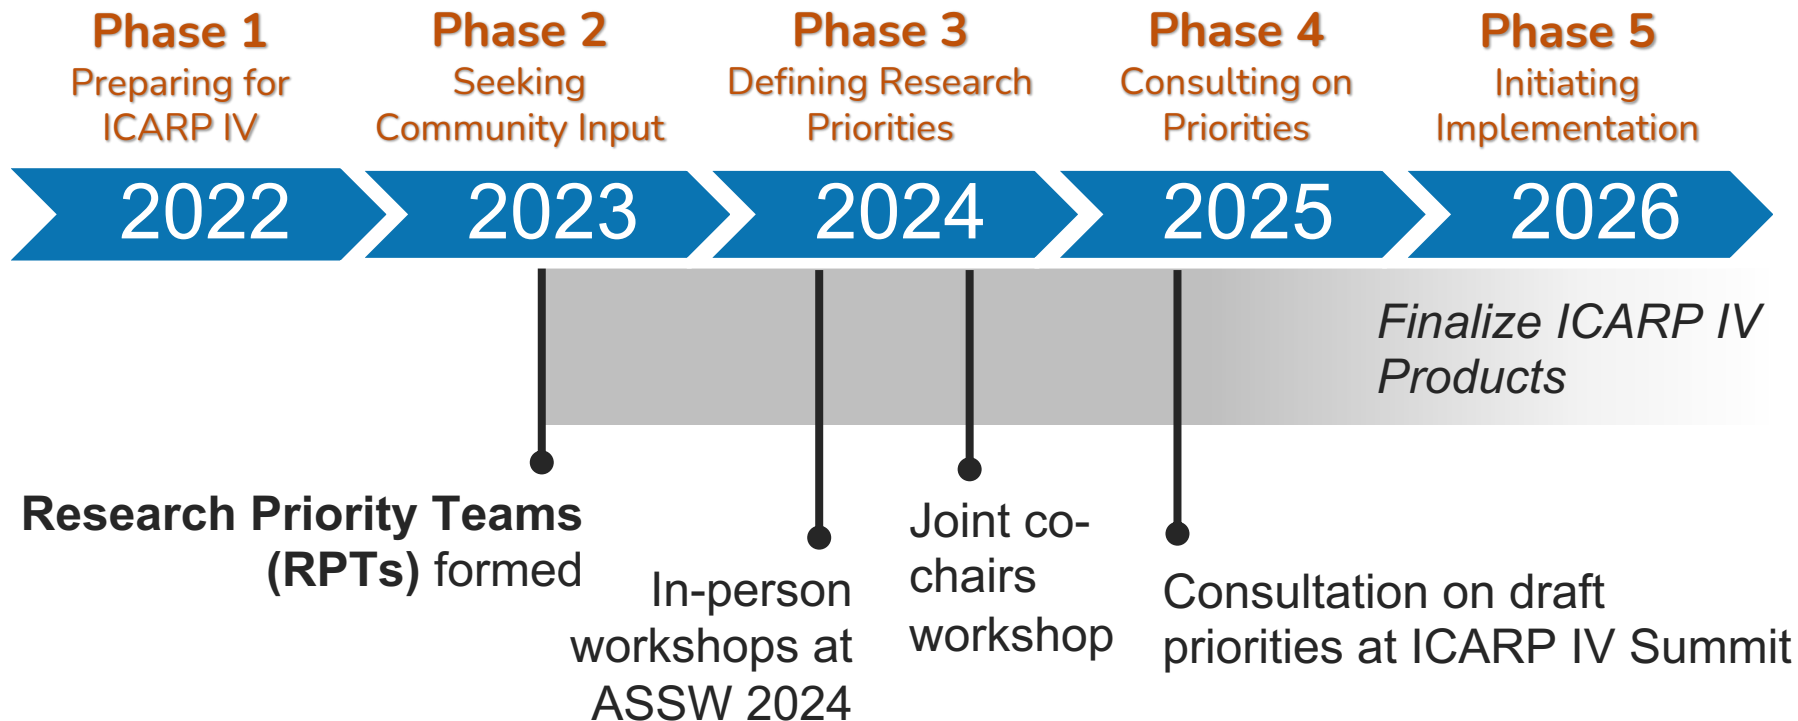 Phase 1
Preparing for
ICARP IV
Phase 2
Seeking
Community Input
Phase 3
Defining Research
Priorities
Phase 4
Consulting on
Priorities
Phase 5
Initiating
Implementation
2022
2023
2024
2025
2026
Finalize ICARP IV
Products
Research Priority Teams
(RPTs) formed
In-person
workshops at
ASSW 2024
Joint co-
chairs
workshop
Consultation on draft
priorities at ICARP IV Summit